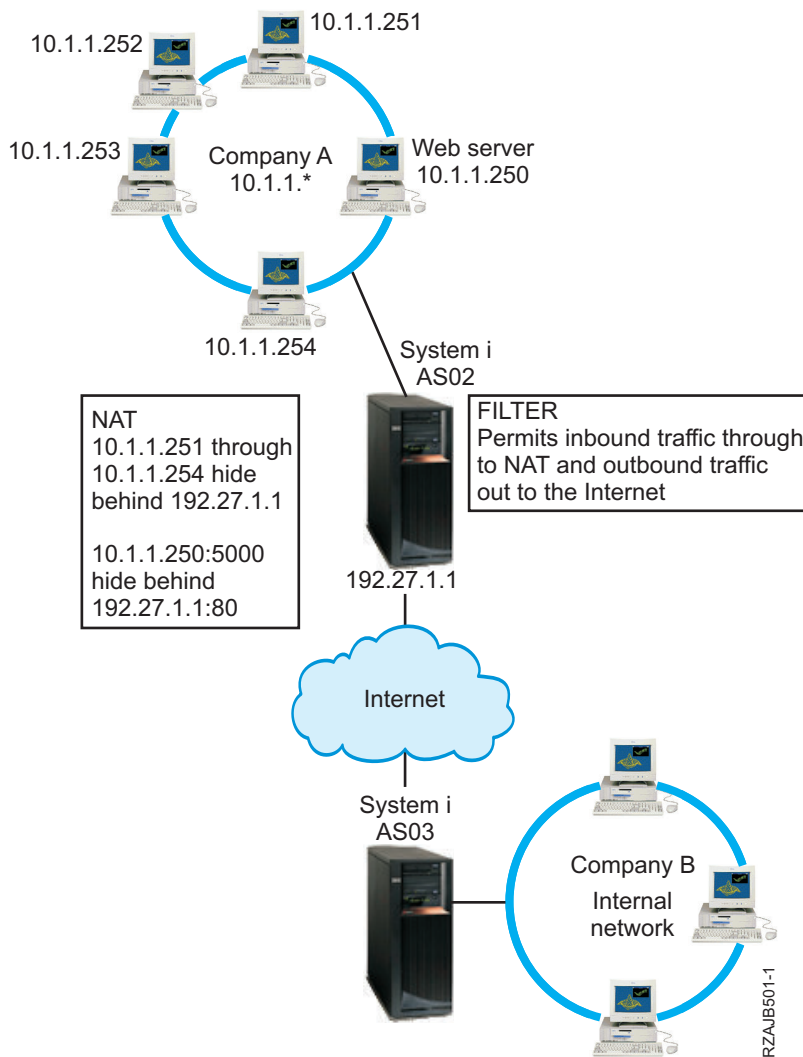 10.1.1.251
10.1.1.252
10.1.1.253
Company A
10.1.1.*
Web server
10.1.1.250
10.1.1.254
System i
AS02
NAT
10.1.1.251 through
10.1.1.254 hide
behind 192.27.1.1
10.1.1.250:5000
hide behind
192.27.1.1:80
FILTER
Permits inbound traffic through
to NAT and outbound traffic
out to the Internet
192.27.1.1
Internet
System i
AS03
Company B
Internal
network
RZAJB501-1